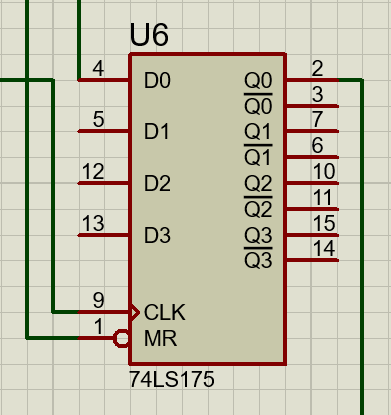 U6
4 D0 Q0 2
Q0 3
5 D1 Q1 7
Q1 6
12 D2 Q2 10
Q2 11
13 D3 Q3 15
Q3 14
9 CLK
1 MR
74LS175